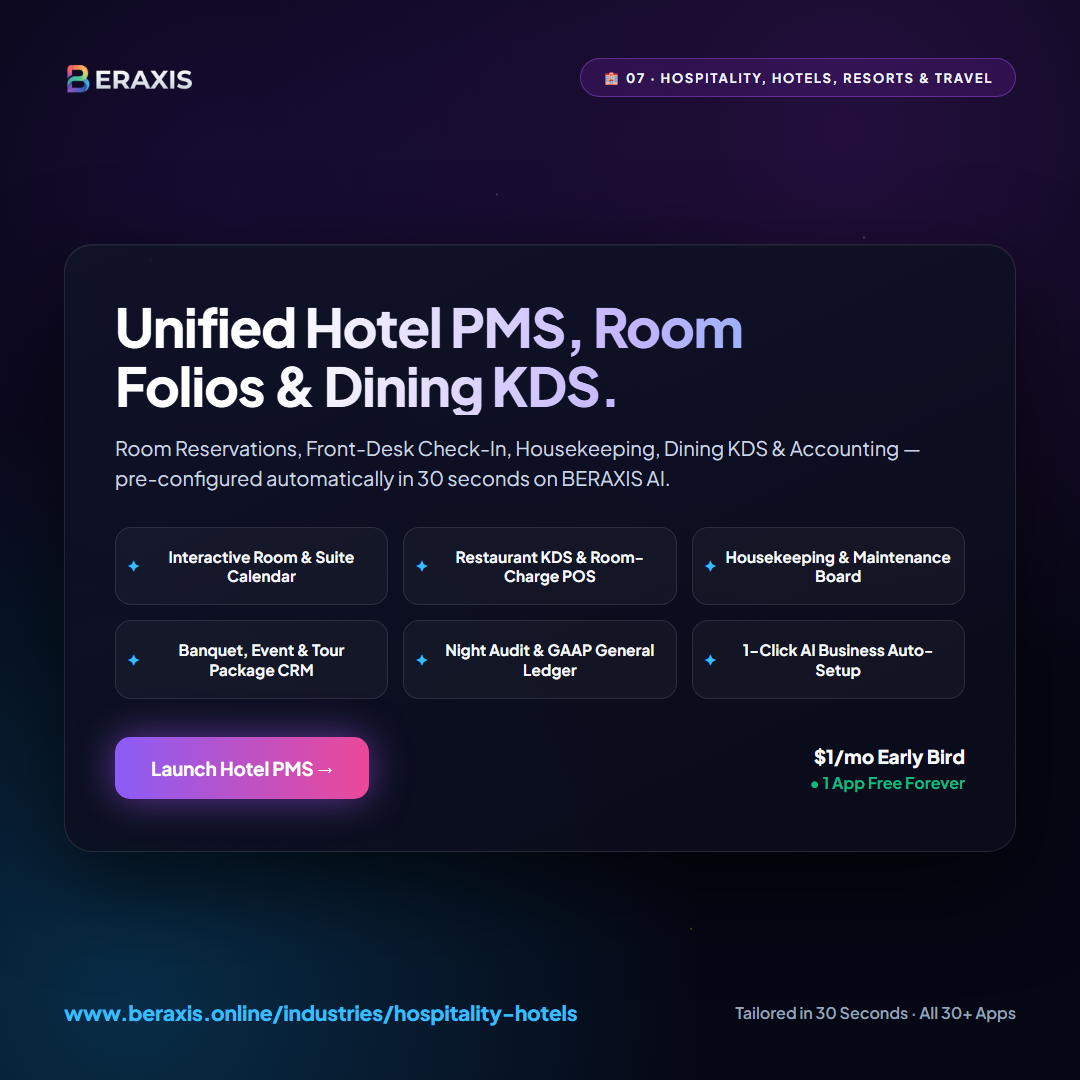 BERAXIS
🏨 07 · HOSPITALITY, HOTELS, RESORTS & TRAVEL
Unified Hotel PMS, Room
Folios & Dining KDS.
Room Reservations, Front-Desk Check-In, Housekeeping, Dining KDS & Accounting —
pre-configured automatically in 30 seconds on BERAXIS AI.
✦ Interactive Room & Suite
Calendar
✦ Restaurant KDS & Room-
Charge POS
✦ Housekeeping & Maintenance
Board
✦ Banquet, Event & Tour
Package CRM
✦ Night Audit & GAAP General
Ledger
✦ 1-Click AI Business Auto-
Setup
Launch Hotel PMS →
$1/mo Early Bird
● 1 App Free Forever
www.beraxis.online/industries/hospitality-hotels
Tailored in 30 Seconds · All 30+ Apps